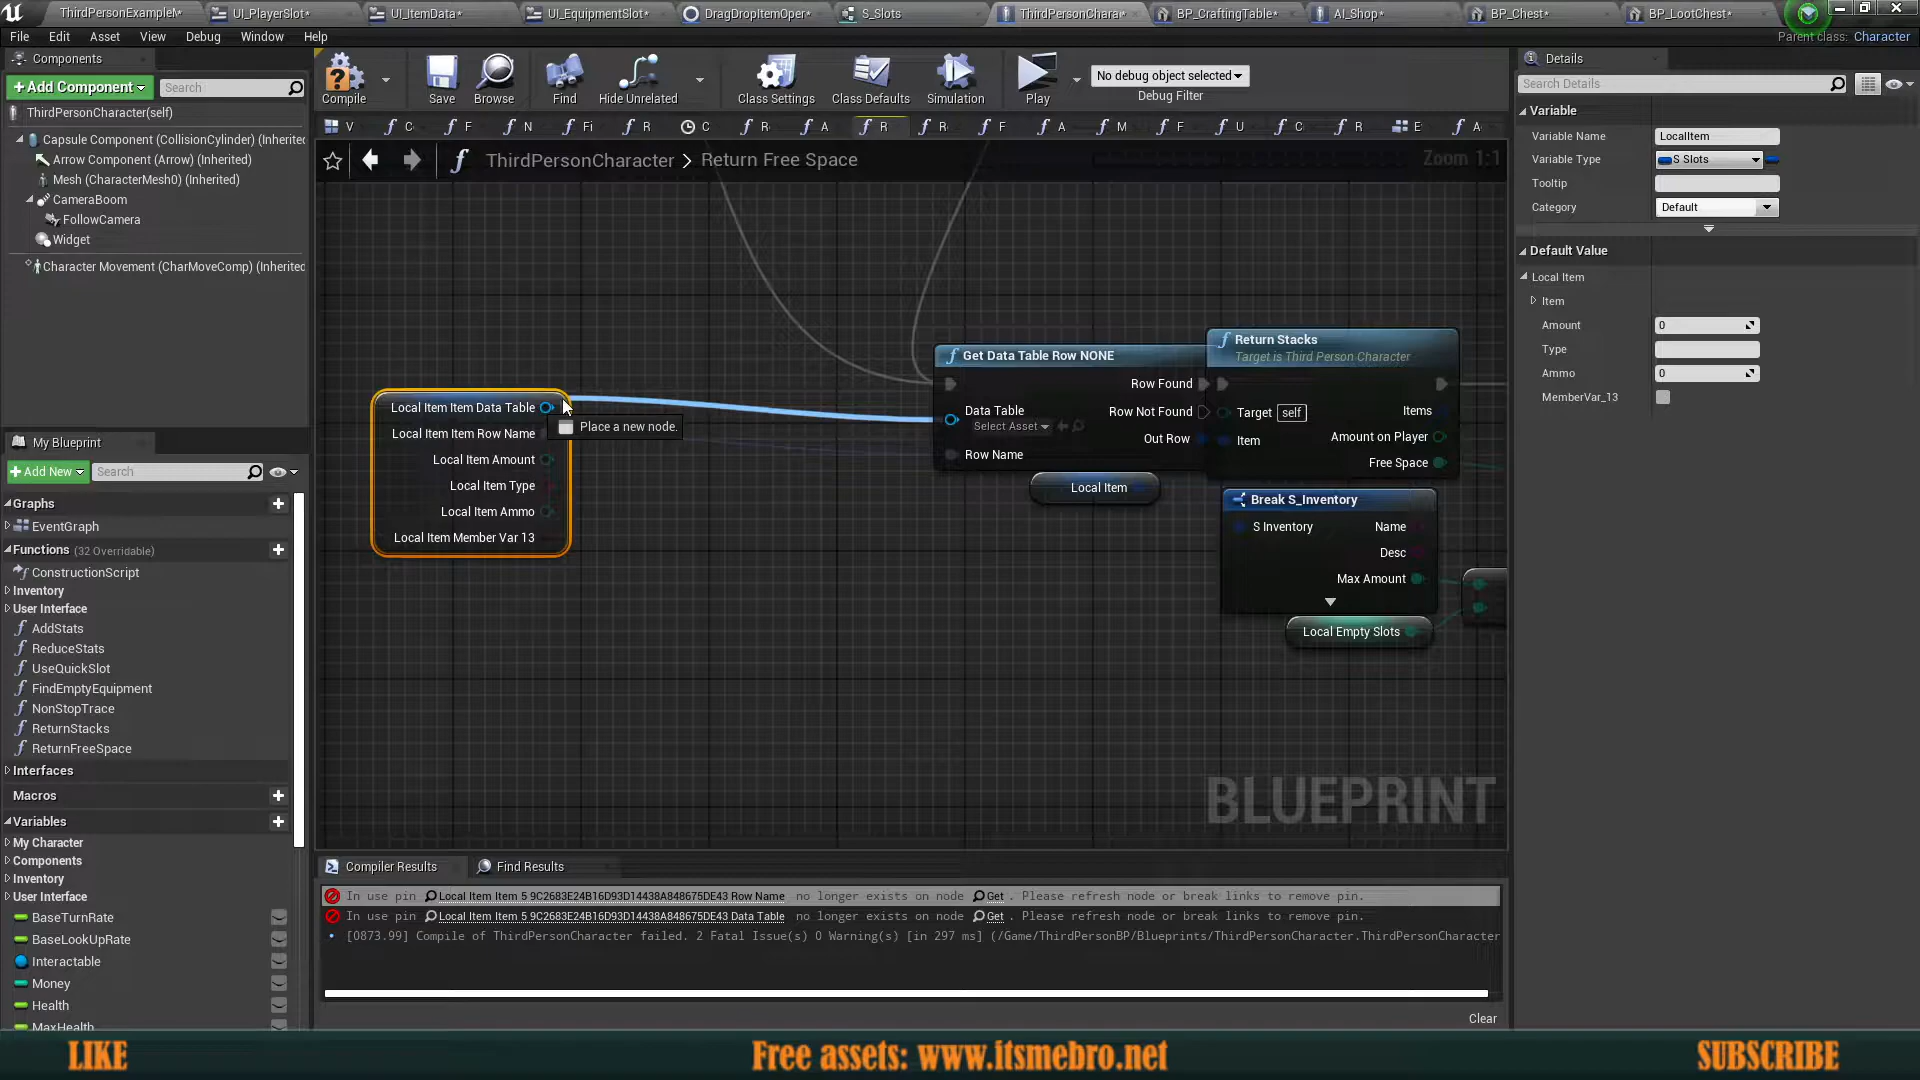 ThirdPersonExampleM*
UI_PlayerSlot*
UI_ItemData*
UI_EquipmentSlot*
DragDropItemOper*
S_Slots
ThirdPersonChara*
BP_CraftingTable*
AI_Shop*
BP_Chest*
BP_LootChest*
File Edit Asset View Debug Window Help
Parent class: Character
Components
+Add Component
Search
ThirdPersonCharacter(self)
Capsule Component (CollisionCylinder) (Inherited
Arrow Component (Arrow) (Inherited)
Mesh (CharacterMesh0) (Inherited)
CameraBoom
FollowCamera
Widget
Character Movement (CharMoveComp) (Inherited
My Blueprint
+Add New
Search
Graphs
EventGraph
Functions (32 Overridable)
ConstructionScript
Inventory
User Interface
AddStats
ReduceStats
UseQuickSlot
FindEmptyEquipment
NonStopTrace
ReturnStacks
ReturnFreeSpace
Interfaces
Macros
Variables
My Character
Components
Inventory
User Interface
BaseTurnRate
BaseLookUpRate
Interactable
Money
Health
MaxHealth
Compile
Save
Browse
Find
Hide Unrelated
Class Settings
Class Defaults
Simulation
Play
No debug object selected
Debug Filter
V f C f F f N f Fi f R C f R f A f R f R f F f A f M f F f U f C f R E f A
f ThirdPersonCharacter > Return Free Space
Zoom 1:1
Local Item Item Data Table
Local Item Item Row Name
Local Item Amount
Local Item Type
Local Item Ammo
Local Item Member Var 13
Place a new node.
f Get Data Table Row NONE
Row Found
Data Table
Select Asset
Row Not Found
Out Row
Row Name
Local Item
f Return Stacks
Target is Third Person Character
Target self
Items
Item
Amount on Player
Free Space
Break S_Inventory
S Inventory
Name
Desc
Max Amount
Local Empty Slots
BLUEPRINT
Compiler Results
Find Results
In use pin Local Item Item 5 9C2683E24B16D93D14438A848675DE43 Row Name no longer exists on node Get . Please refresh node or break links to remove pin.
In use pin Local Item Item 5 9C2683E24B16D93D14438A848675DE43 Data Table no longer exists on node Get . Please refresh node or break links to remove pin.
[0873.99] Compile of ThirdPersonCharacter failed. 2 Fatal Issue(s) 0 Warning(s) [in 297 ms] (/Game/ThirdPersonBP/Blueprints/ThirdPersonCharacter.ThirdPersonCharacter
Clear
Details
Search Details
Variable
Variable Name LocalItem
Variable Type S Slots
Tooltip
Category Default
Default Value
Local Item
Item
Amount 0
Type
Ammo 0
MemberVar_13
LIKE
Free assets: www.itsmebro.net
SUBSCRIBE